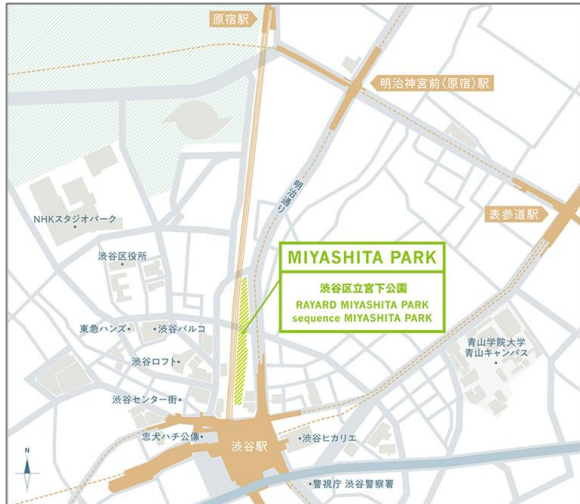 原宿駅
明治神宮前〈原宿〉駅
明治通り
表参道駅
NHKスタジオパーク
渋谷区役所
MIYASHITA PARK
渋谷区立宮下公園
RAYARD MIYASHITA PARK
sequence MIYASHITA PARK
東急ハンズ
渋谷パルコ
渋谷ロフト
青山学院大学
青山キャンパス
渋谷センター街
忠犬ハチ公像
渋谷駅
渋谷ヒカリエ
N
警視庁 渋谷警察署